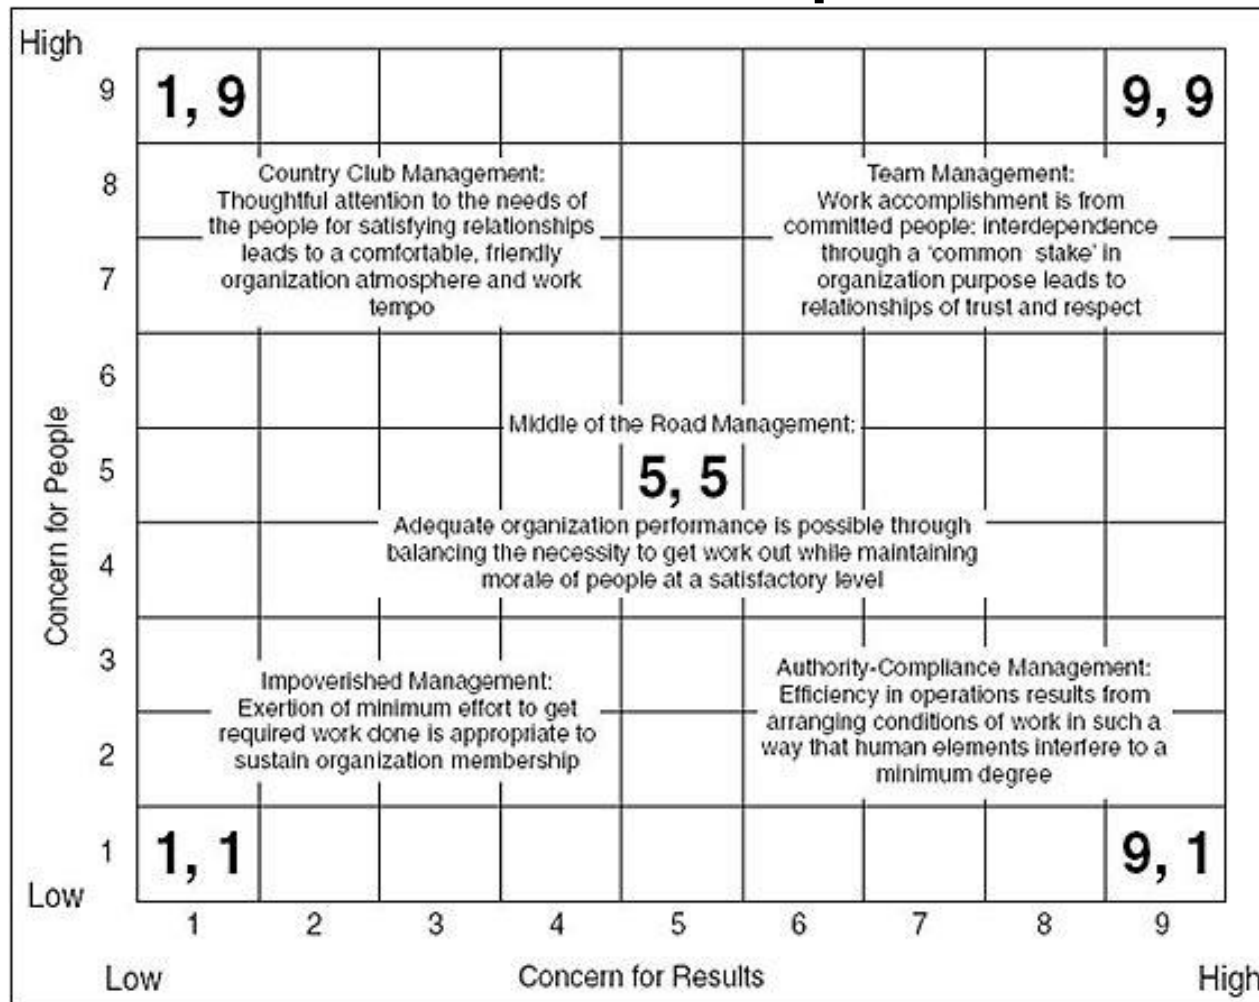 High
9
1, 9
9, 9
8
Country Club Management:
Thoughtful attention to the needs of
the people for satisfying relationships
leads to a comfortable, friendly
organization atmosphere and work
tempo
Team Management:
Work accomplishment is from
committed people: interdependence
through a ‘common stake’ in
organization purpose leads to
relationships of trust and respect
7
6
Concern for People
Middle of the Road Management:
5
5, 5
Adequate organization performance is possible through
balancing the necessity to get work out while maintaining
morale of people at a satisfactory level
4
3
Impoverished Management:
Exertion of minimum effort to get
required work done is appropriate to
sustain organization membership
Authority-Compliance Management:
Efficiency in operations results from
arranging conditions of work in such a
way that human elements interfere to a
minimum degree
2
1
1, 1
9, 1
Low
1 2 3 4 5 6 7 8 9
Low Concern for Results High